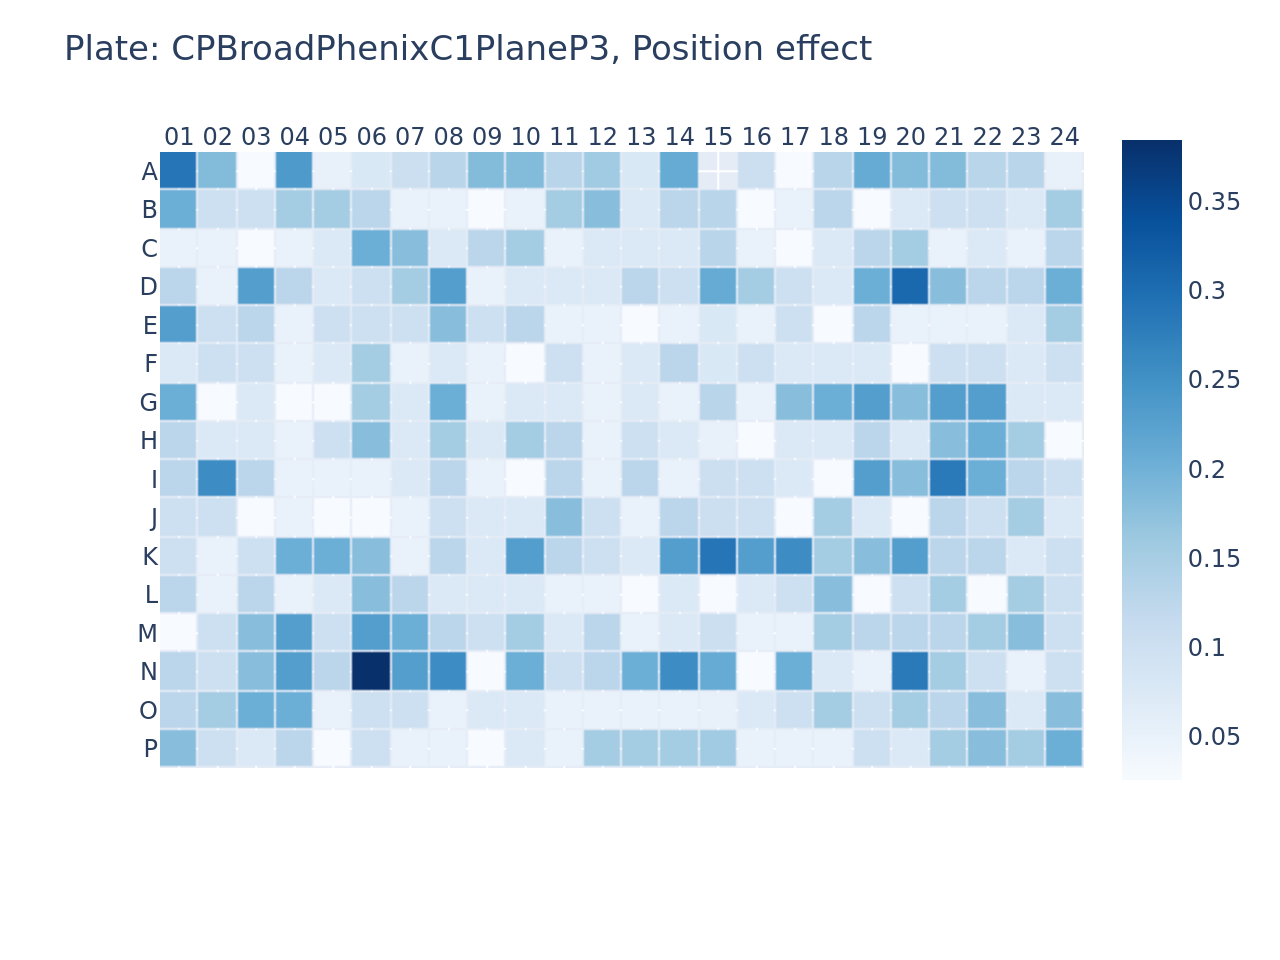 Plate: CPBroadPhenixC1PlaneP3, Position effect
01 02 03 04 05 06 07 08 09 10 11 12 13 14 15 16 17 18 19 20 21 22 23 24
A
B
C
D
E
F
G
H
I
J
K
L
M
N
O
P
0.35
0.3
0.25
0.2
0.15
0.1
0.05